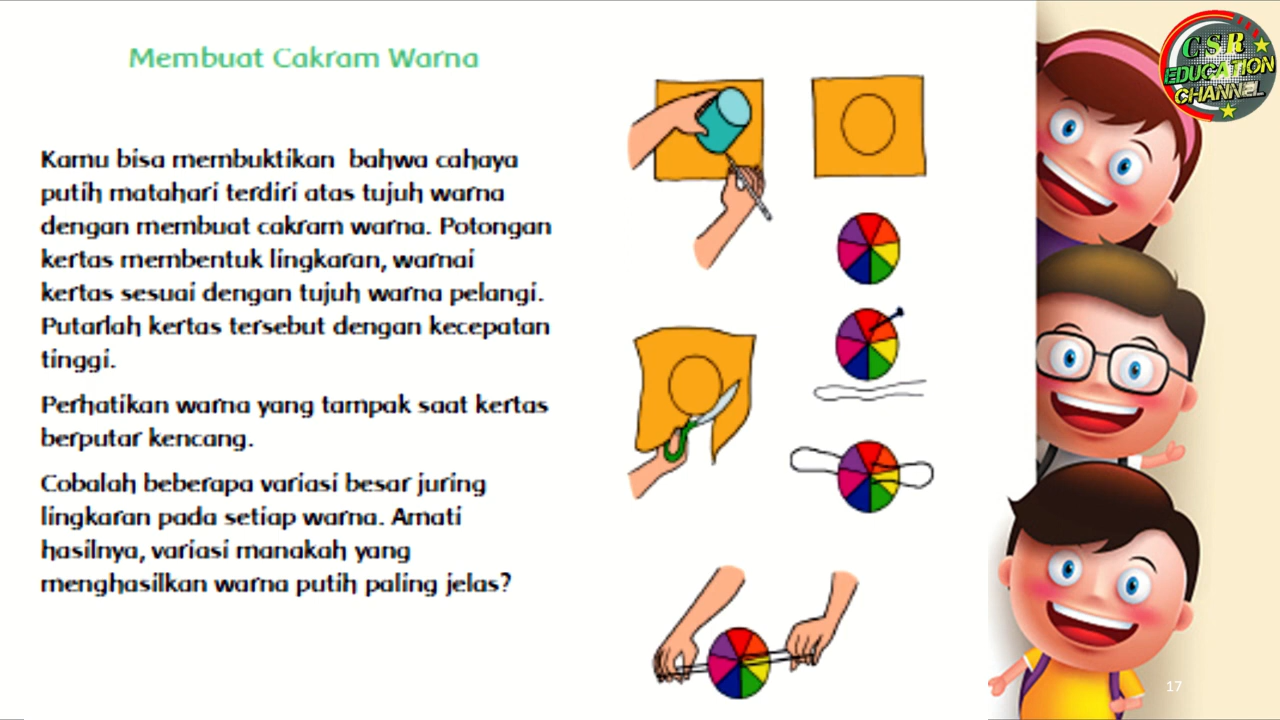 Membuat Cakram Warna
Kamu bisa membuktikan bahwa cahaya
putih matahari terdiri atas tujuh warna
dengan membuat cakram warna. Potongan
kertas membentuk lingkaran, warnai
kertas sesuai dengan tujuh warna pelangi.
Putarlah kertas tersebut dengan kecepatan
tinggi.
Perhatikan warna yang tampak saat kertas
berputar kencang.
Cobalah beberapa variasi besar juring
lingkaran pada setiap warna. Amati
hasilnya, variasi manakah yang
menghasilkan warna putih paling jelas?
CSR
EDUCATION
CHANNEL
17